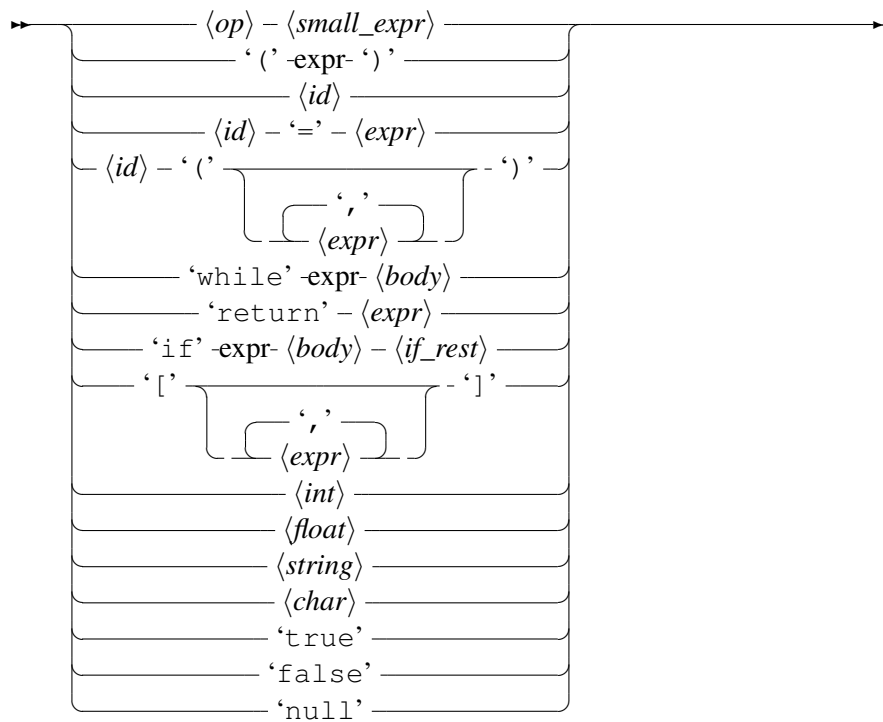 ⟨op⟩ ⟨small_expr⟩
‘(’ expr ‘)’
⟨id⟩
⟨id⟩ ‘=’ ⟨expr⟩
⟨id⟩ ‘(’ ‘)’
‘,’
⟨expr⟩
‘while’ expr ⟨body⟩
‘return’ ⟨expr⟩
‘if’ expr ⟨body⟩ ⟨if_rest⟩
‘[’ ‘]’
‘,’
⟨expr⟩
⟨int⟩
⟨float⟩
⟨string⟩
⟨char⟩
‘true’
‘false’
‘null’